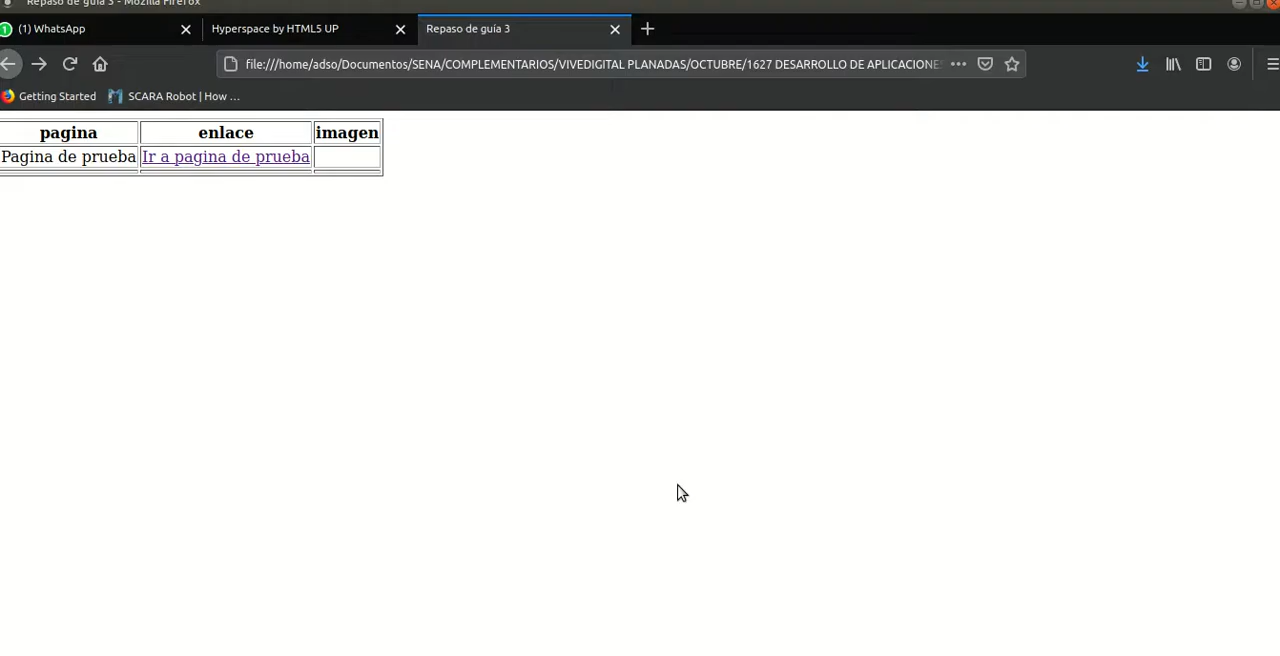 Repaso de guía 3 - Mozilla Firefox
1 (1) WhatsApp
Hyperspace by HTML5 UP
Repaso de guía 3
file:///home/adso/Documentos/SENA/COMPLEMENTARIOS/VIVEDIGITAL PLANADAS/OCTUBRE/1627 DESARROLLO DE APLICACIONE
Getting Started
SCARA Robot | How ...
pagina enlace imagen
Pagina de prueba Ir a pagina de prueba